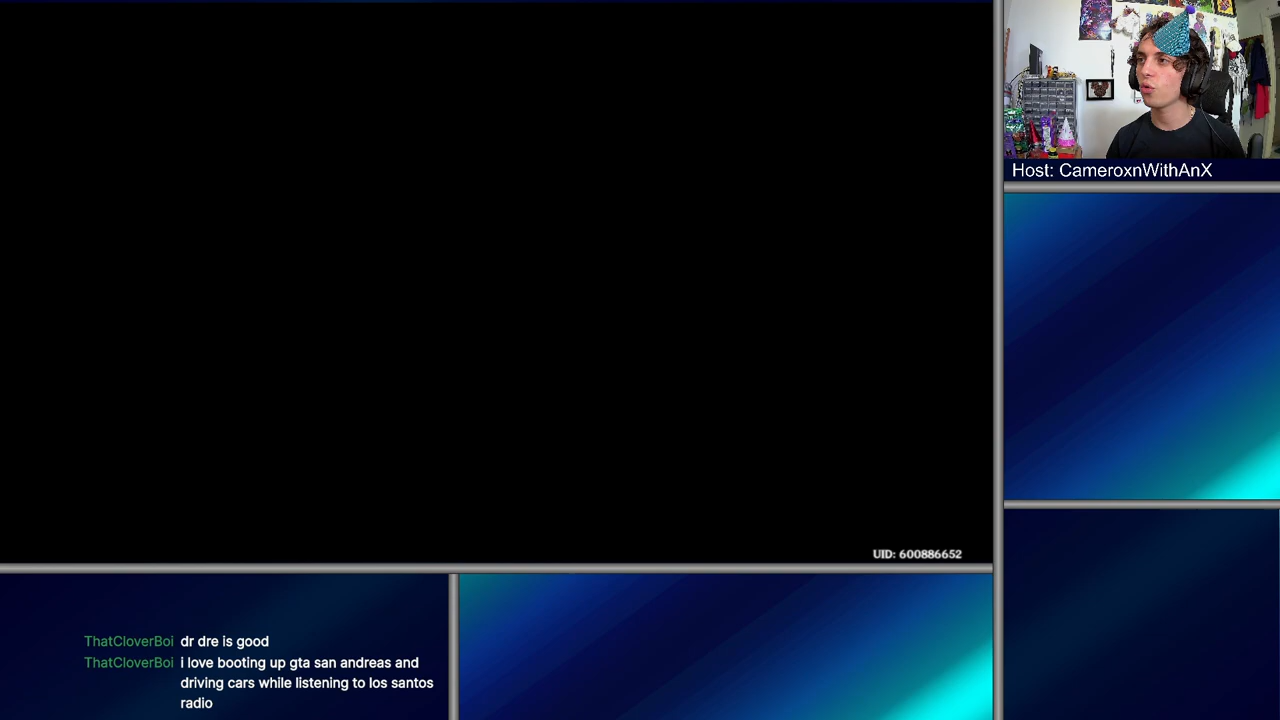 Host: CameroxnWithAnX
UID: 600886652
ThatCloverBoi dr dre is good
ThatCloverBoi i love booting up gta san andreas and
driving cars while listening to los santos
radio